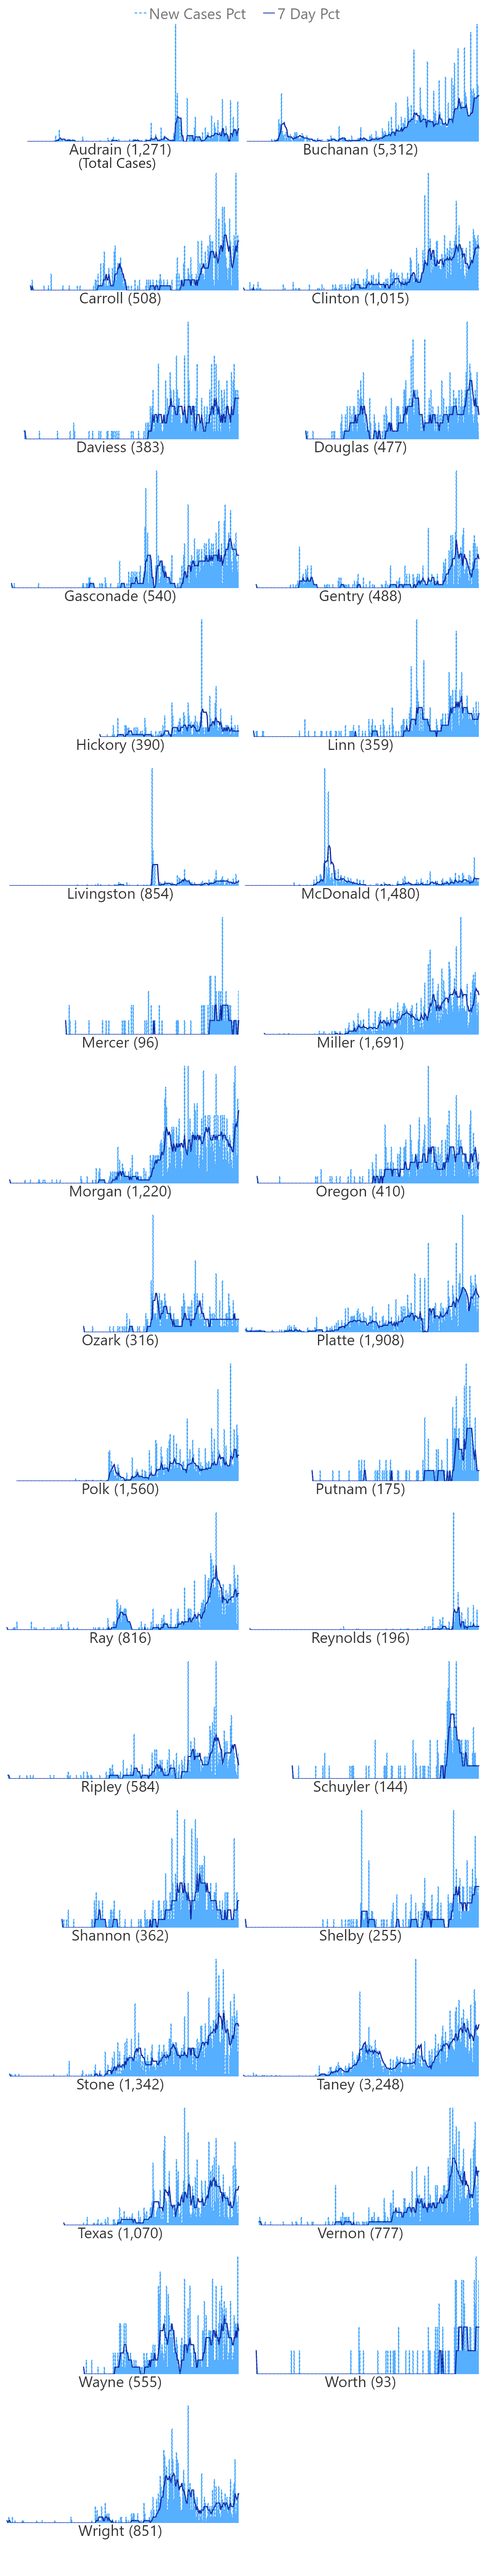 New Cases Pct 7 Day Pct
Audrain (1,271) Buchanan (5,312)
(Total Cases)
Carroll (508) Clinton (1,015)
Daviess (383) Douglas (477)
Gasconade (540) Gentry (488)
Hickory (390) Linn (359)
Livingston (854) McDonald (1,480)
Mercer (96) Miller (1,691)
Morgan (1,220) Oregon (410)
Ozark (316) Platte (1,908)
Polk (1,560) Putnam (175)
Ray (816) Reynolds (196)
Ripley (584) Schuyler (144)
Shannon (362) Shelby (255)
Stone (1,342) Taney (3,248)
Texas (1,070) Vernon (777)
Wayne (555) Worth (93)
Wright (851)